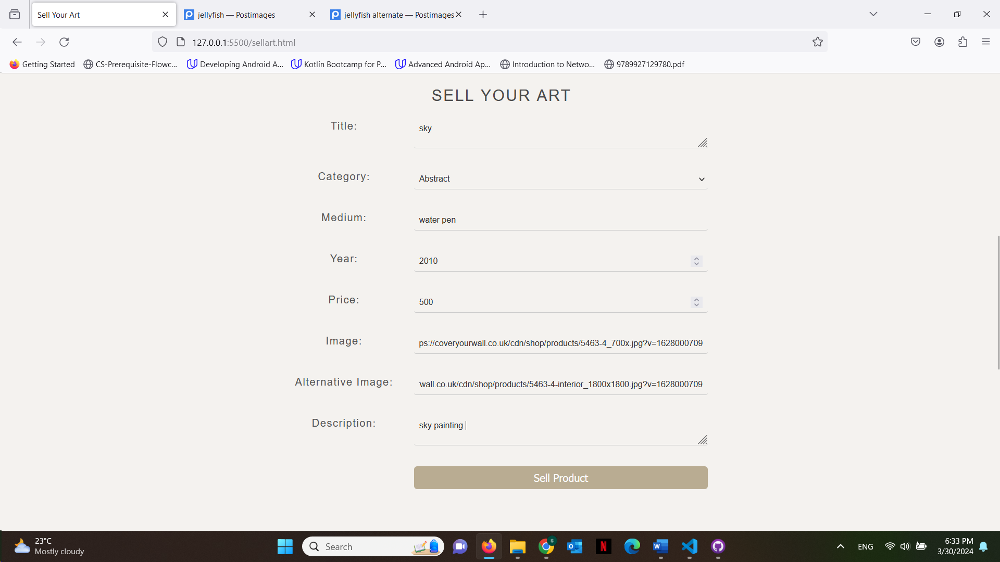 Sell Your Art
jellyfish — Postimages
jellyfish alternate — Postimages
127.0.0.1:5500/sellart.html
Getting Started
CS-Prerequisite-Flowc...
Developing Android A...
Kotlin Bootcamp for P...
Advanced Android Ap...
Introduction to Netwo...
9789927129780.pdf
SELL YOUR ART
Title:
sky
Category:
Abstract
Medium:
water pen
Year:
2010
Price:
500
Image:
ps://coveryourwall.co.uk/cdn/shop/products/5463-4_700x.jpg?v=1628000709
Alternative Image:
wall.co.uk/cdn/shop/products/5463-4-interior_1800x1800.jpg?v=1628000709
Description:
sky painting
Sell Product
23°C
Mostly cloudy
Search
ENG
6:33 PM
3/30/2024